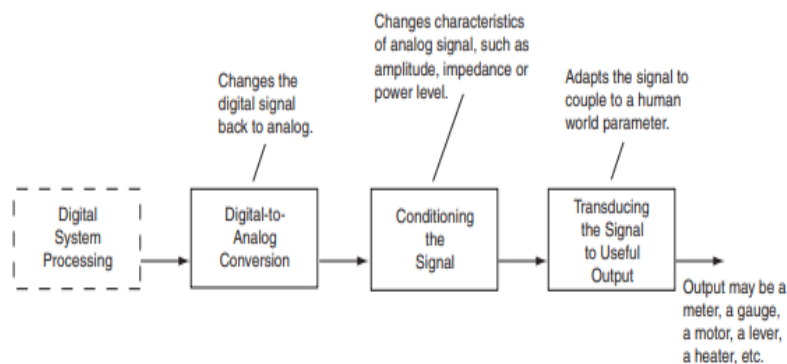 Changes characteristics
of analog signal, such as
amplitude, impedance or
power level.
Changes the
digital signal
back to analog.
Adapts the signal to
couple to a human
world parameter.
Digital
System
Processing
Digital-to-
Analog
Conversion
Conditioning
the
Signal
Transducing
the Signal
to Useful
Output
Output may be a
meter, a gauge,
a motor, a lever,
a heater, etc.